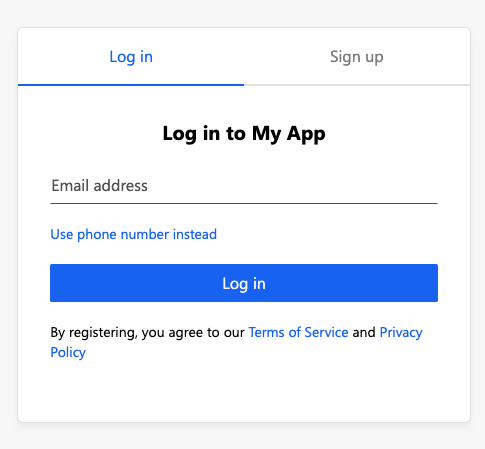 Log in
Sign up
Log in to My App
Email address
Use phone number instead
Log in
By registering, you agree to our Terms of Service and Privacy
Policy